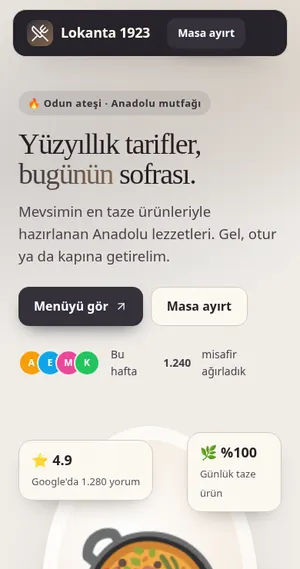 Lokanta 1923
Masa ayırt
🔥 Odun ateşi · Anadolu mutfağı
Yüzyıllık tarifler,
bugünün sofrası.
Mevsimin en taze ürünleriyle
hazırlanan Anadolu lezzetleri. Gel, otur
ya da kapına getirelim.
Menüyü gör ↗
Masa ayırt
A E M K
Bu hafta
1.240
misafir ağırladık
⭐ 4.9
Google'da 1.280 yorum
🌿 %100
Günlük taze
ürün